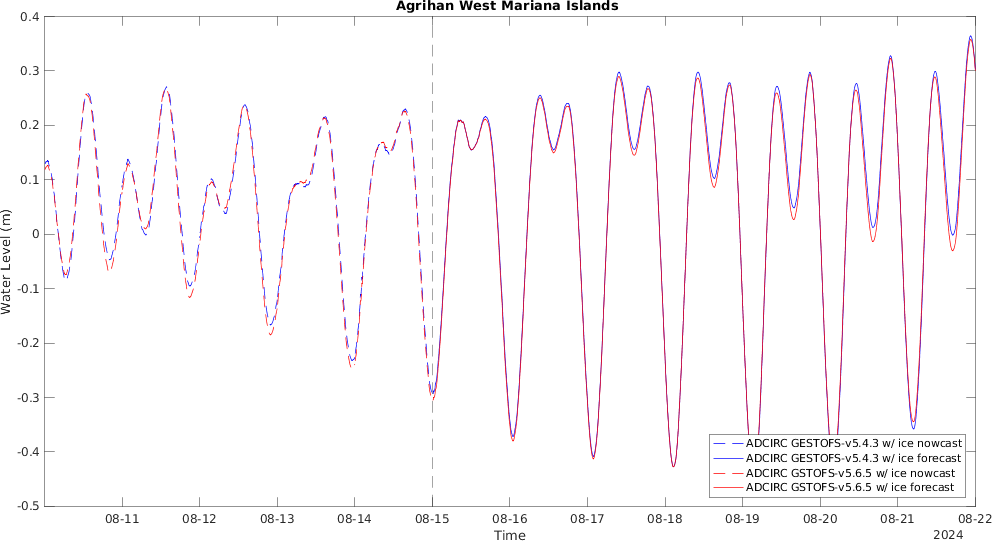 Agrihan West Mariana Islands
0.4
0.3
0.2
0.1
0
-0.1
-0.2
-0.3
-0.4
-0.5
Water Level (m)
ADCIRC GESTOFS-v5.4.3 w/ ice nowcast
ADCIRC GESTOFS-v5.4.3 w/ ice forecast
ADCIRC GSTOFS-v5.6.5 w/ ice nowcast
ADCIRC GSTOFS-v5.6.5 w/ ice forecast
08-11 08-12 08-13 08-14 08-15 08-16 08-17 08-18 08-19 08-20 08-21 08-22
Time
2024